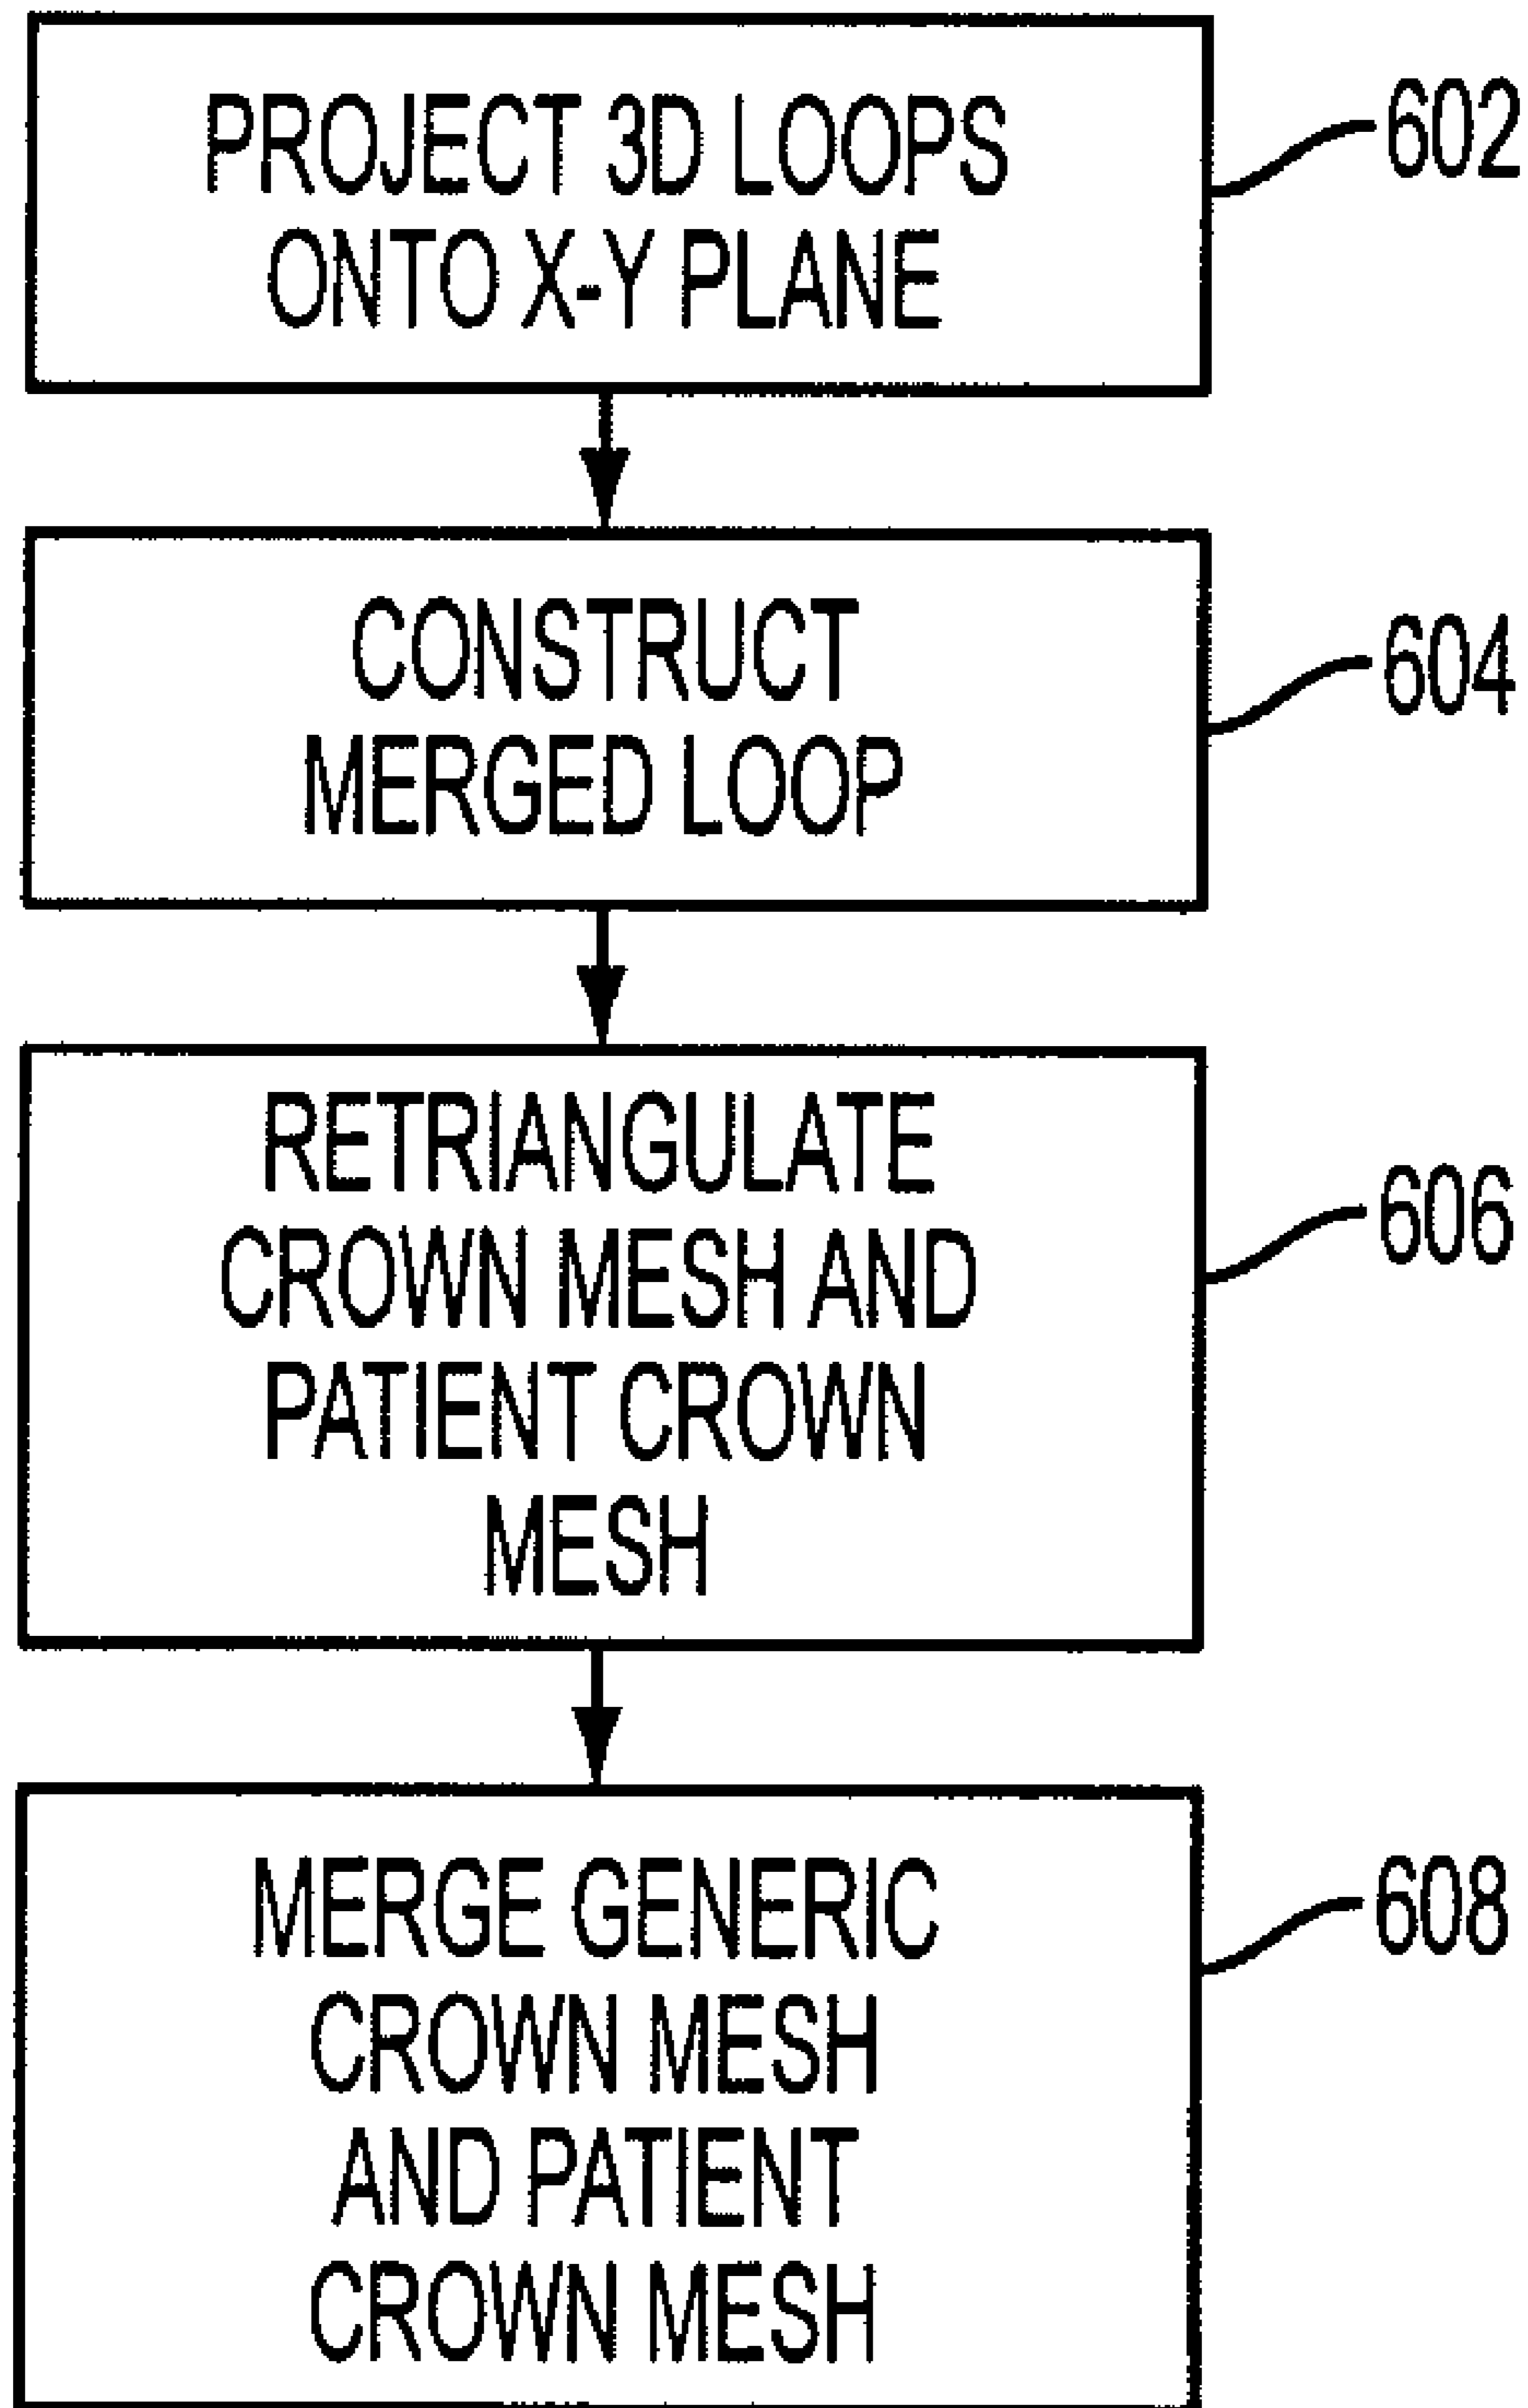 PROJECT 3D LOOPS
ONTO X-Y PLANE
602
CONSTRUCT
MERGED LOOP
604
RETRIANGULATE
CROWN MESH AND
PATIENT CROWN
MESH
606
MERGE GENERIC
CROWN MESH
AND PATIENT
CROWN MESH
608